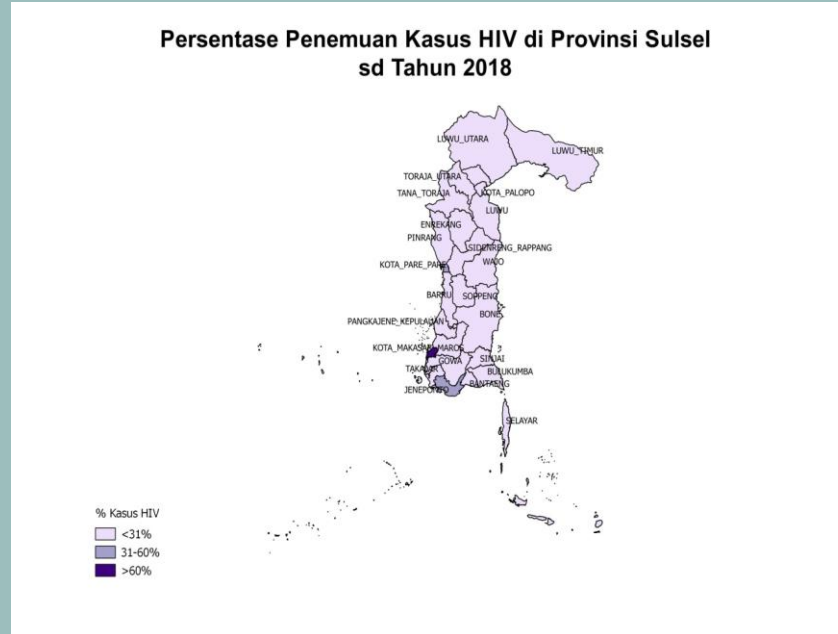 Persentase Penemuan Kasus HIV di Provinsi Sulsel
sd Tahun 2018
LUWU_UTARA
LUWU_TIMUR
TORAJA_UTARA
TANA_TORAJA
KOTA_PALOPO
LUWU
ENREKANG
PINRANG
SIDENRENG_RAPPANG
WAJO
KOTA_PARE_PARE
BARRU
SOPPENG
BONE
PANGKAJENE_KEPULAUAN
KOTA_MAKASAR
MAROS
GOWA
SINJAI
TAKALAR
BULUKUMBA
BANTAENG
JENEPONTO
SELAYAR
% Kasus HIV
<31%
31-60%
>60%